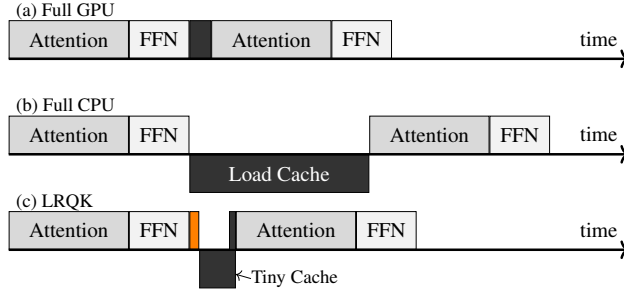 (a) Full GPU
Attention FFN Attention FFN time
(b) Full CPU
Attention FFN Attention FFN time
Load Cache
(c) LRQK
Attention FFN Attention FFN time
Tiny Cache